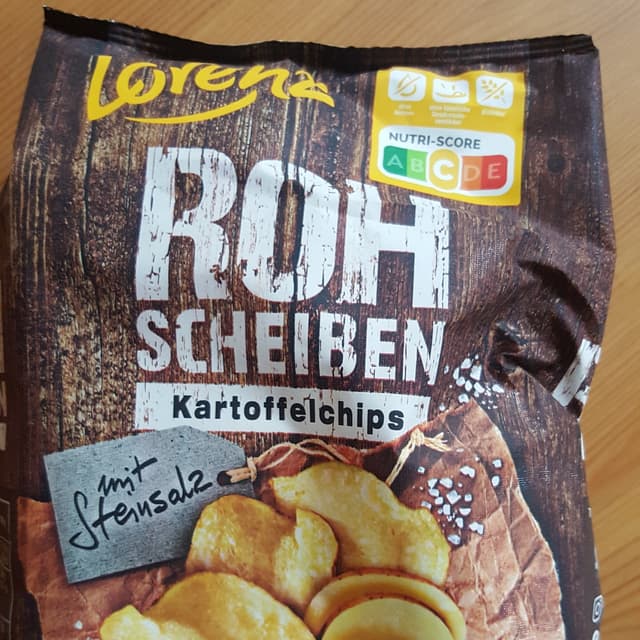 Lorenz
NUTRI-SCORE
A B C D E
ROH
SCHEIBEN
Kartoffelchips
mit
Steinsalz